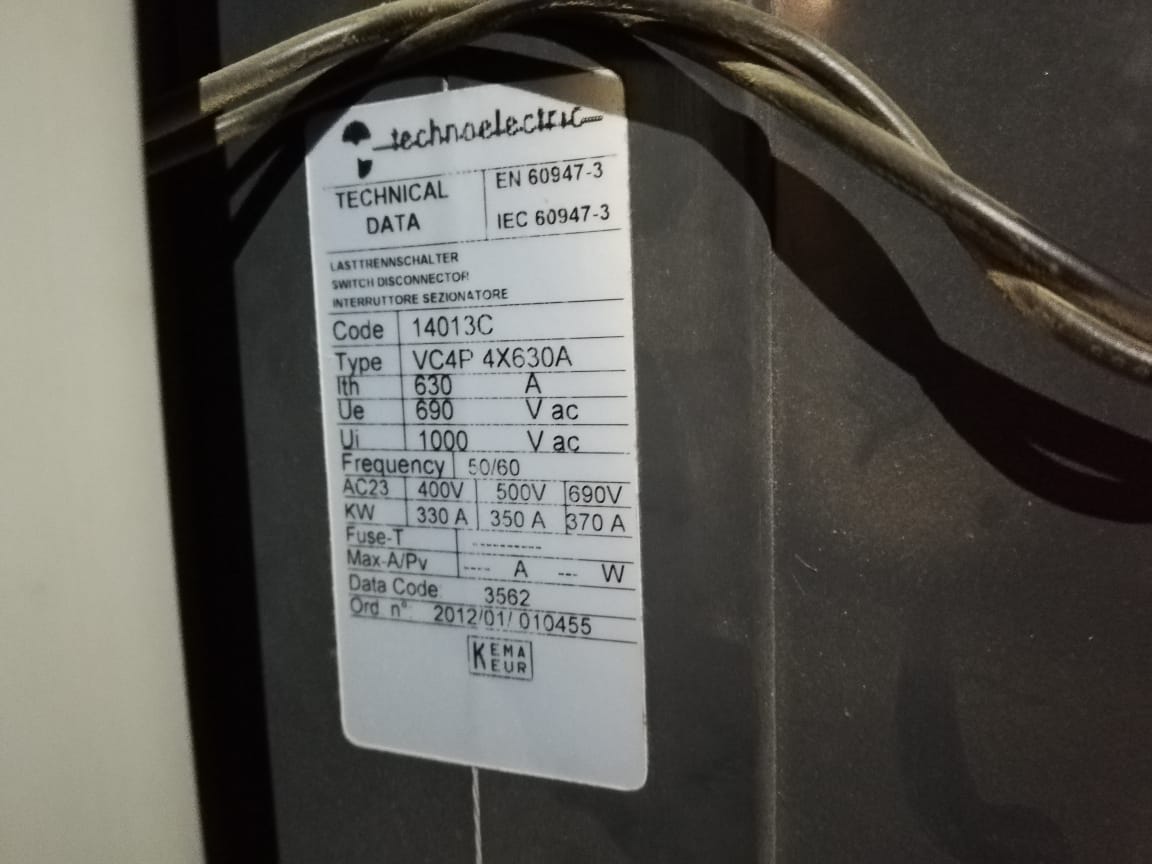 technoelectric
TECHNICAL DATA
EN 60947-3
IEC 60947-3
LASTTRENNSCHALTER
SWITCH DISCONNECTOR
INTERRUTTORE SEZIONATORE
Code 14013C
Type VC4P 4X630A
Ith 630 A
Ue 690 V ac
Ui 1000 V ac
Frequency 50/60
AC23 400V 500V 690V
KW 330 A 350 A 370 A
Fuse-T ----------
Max-A/Pv ---- A --- W
Data Code: 3562
Ord. n°: 2012/01/ 010455
KEMA
EUR